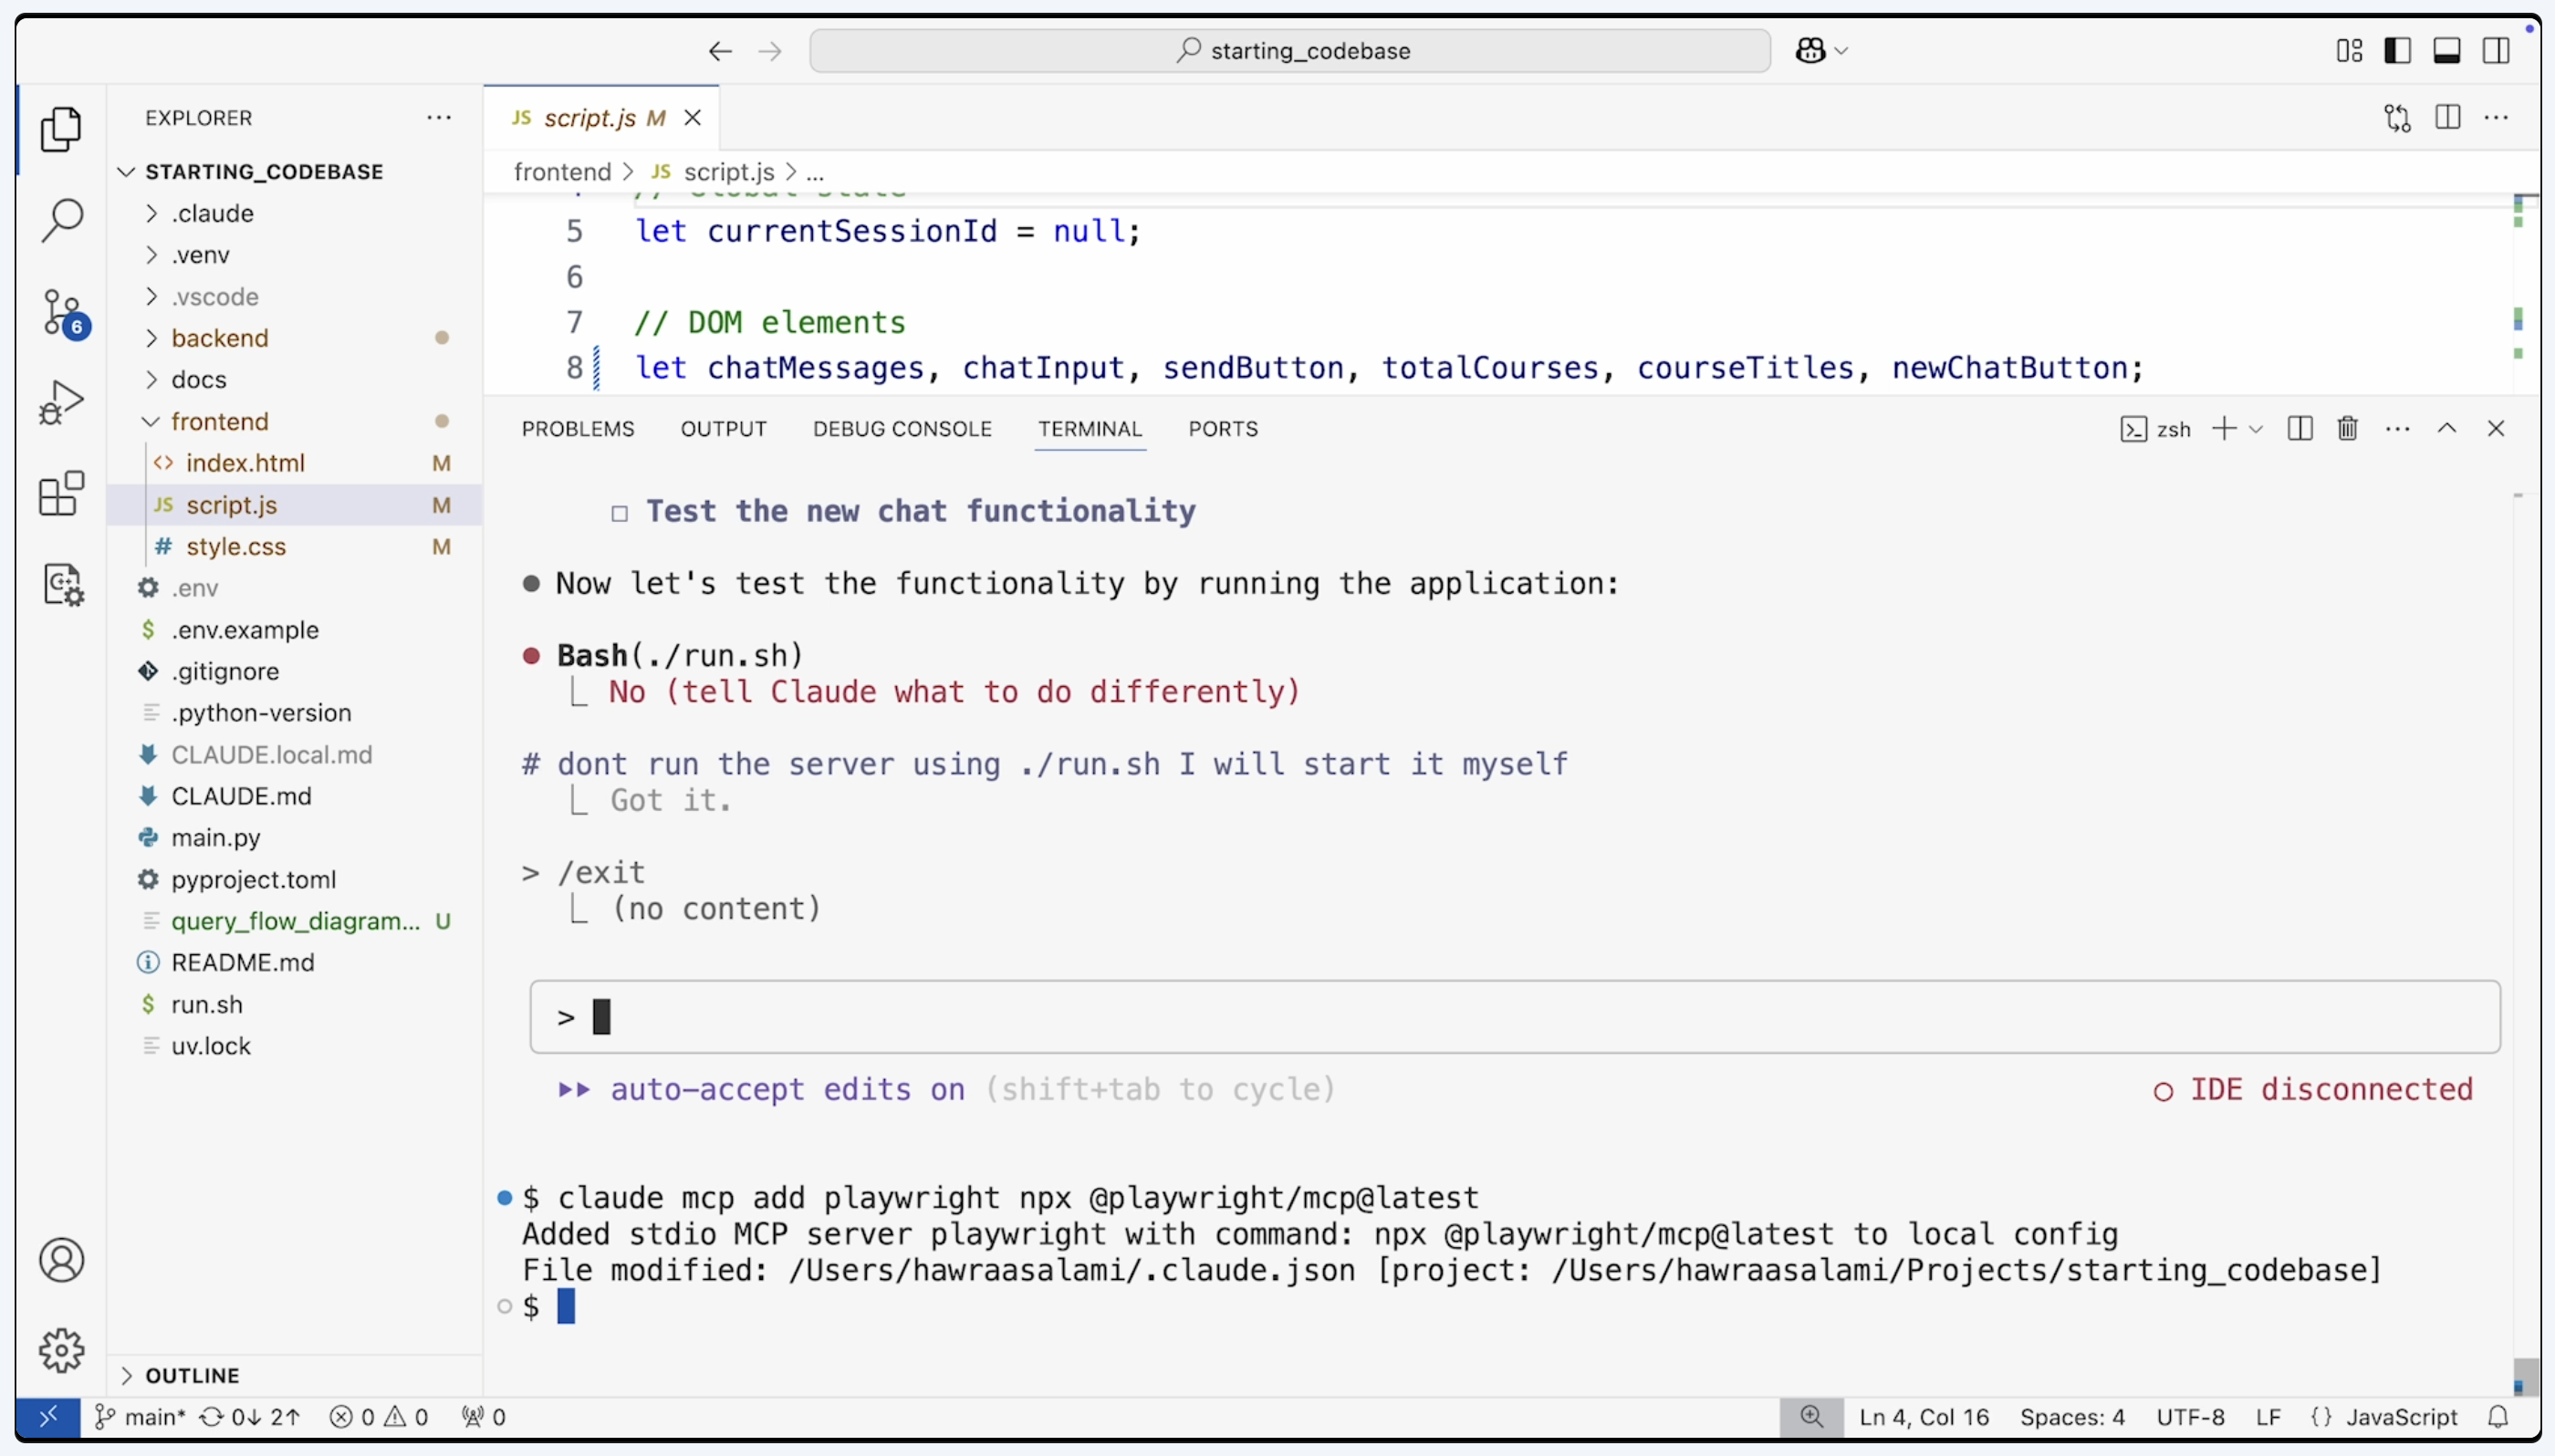 starting_codebase
EXPLORER
STARTING_CODEBASE
.claude
.venv
.vscode
backend
docs
frontend
index.html M
JS script.js M
# style.css M
.env
$ .env.example
.gitignore
.python-version
CLAUDE.local.md
CLAUDE.md
main.py
pyproject.toml
query_flow_diagram... U
README.md
$ run.sh
uv.lock
OUTLINE
6
JS script.js M
frontend > JS script.js > ...
// Global state
5 let currentSessionId = null;
6
7 // DOM elements
8 let chatMessages, chatInput, sendButton, totalCourses, courseTitles, newChatButton;
PROBLEMS OUTPUT DEBUG CONSOLE TERMINAL PORTS zsh
☐ Test the new chat functionality
● Now let's test the functionality by running the application:
● Bash(./run.sh)
⎿ No (tell Claude what to do differently)
# dont run the server using ./run.sh I will start it myself
⎿ Got it.
> /exit
⎿ (no content)
>
auto-accept edits on (shift+tab to cycle) ○ IDE disconnected
$ claude mcp add playwright npx @playwright/mcp@latest
Added stdio MCP server playwright with command: npx @playwright/mcp@latest to local config
File modified: /Users/hawraasalami/.claude.json [project: /Users/hawraasalami/Projects/starting_codebase]
$
main* 0↓ 2↑ 0 0 0 Ln 4, Col 16 Spaces: 4 UTF-8 LF {} JavaScript